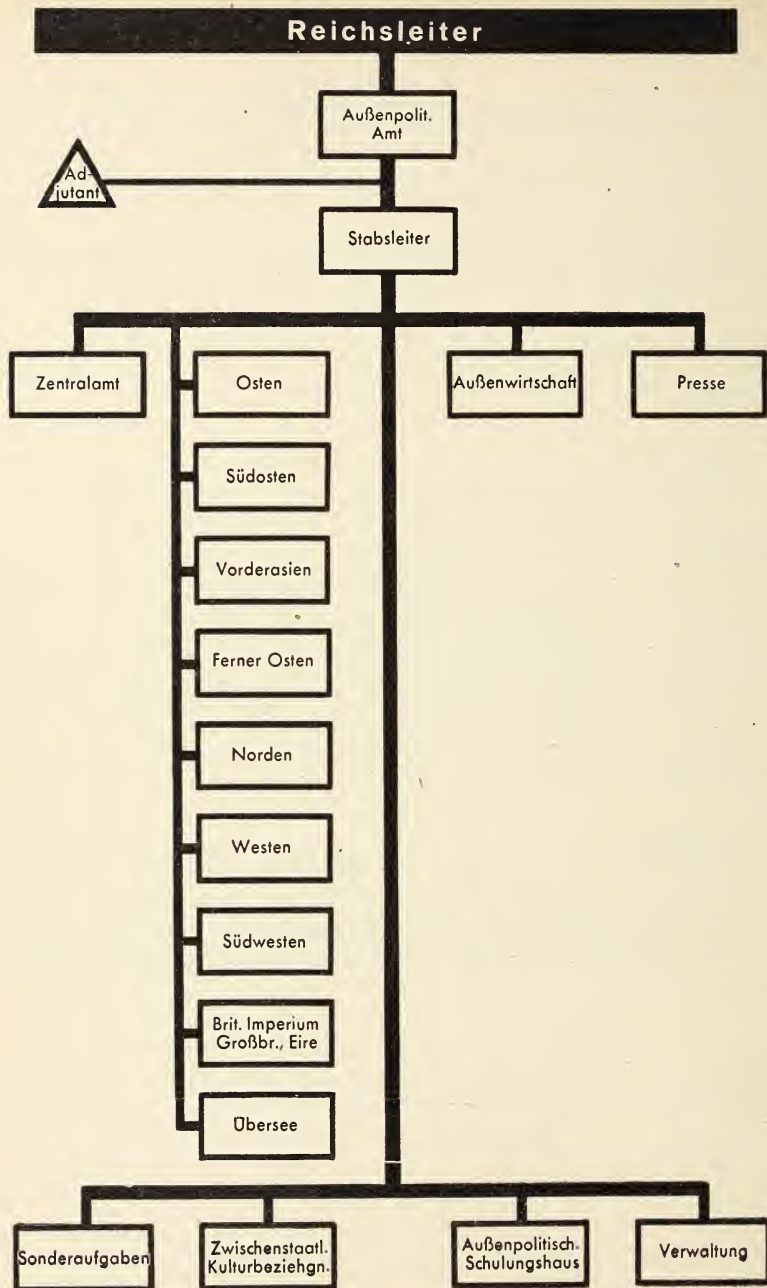 Reichsleiter
Außenpolit.
Amt
Ad-
jutant
Stabsleiter
Zentralamt
Osten
Außenwirtschaft
Presse
Südosten
Vorderasien
Ferner Osten
Norden
Westen
Südwesten
Brit. Imperium
Großbr., Eire
Übersee
Sonderaufgaben
Zwischenstaatl.
Kulturbeziehgn.
Außenpolitisch.
Schulungshaus
Verwaltung